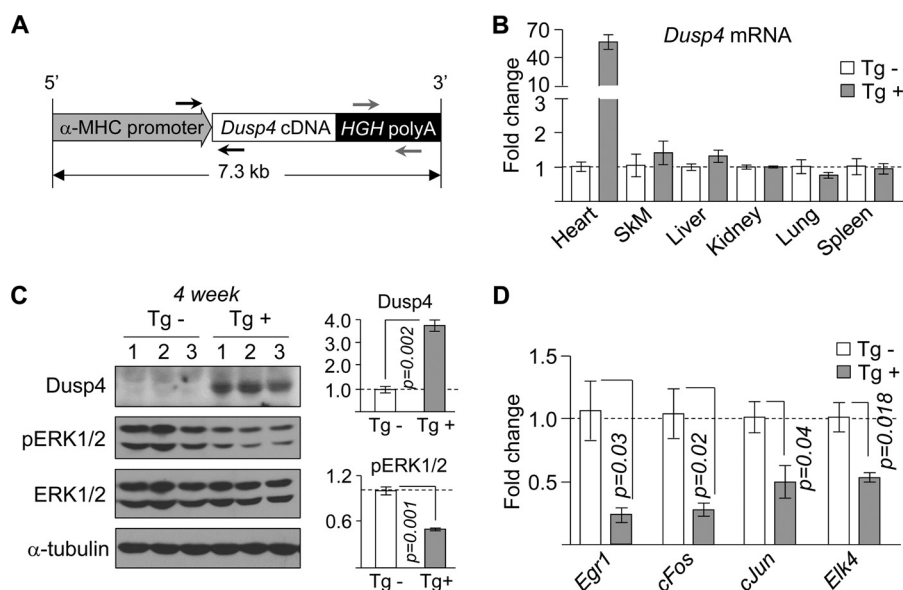 A
5’ 3’
α-MHC promoter Dusp4 cDNA HGH polyA
7.3 kb
B
Dusp4 mRNA
Fold change
70
40
10
3
2
1
0
Tg -
Tg +
Heart SkM Liver Kidney Lung Spleen
C
4 week
Tg - Tg +
1 2 3 1 2 3
Dusp4
pERK1/2
ERK1/2
α-tubulin
Dusp4
4.0
3.0
2.0
1.0
p=0.002
Tg - Tg +
pERK1/2
1.2
0.6
p=0.001
Tg - Tg+
D
Fold change
1.5
1.0
0.5
0
Tg -
Tg +
p=0.03
p=0.02
p=0.04
p=0.018
Egr1 cFos cJun Elk4